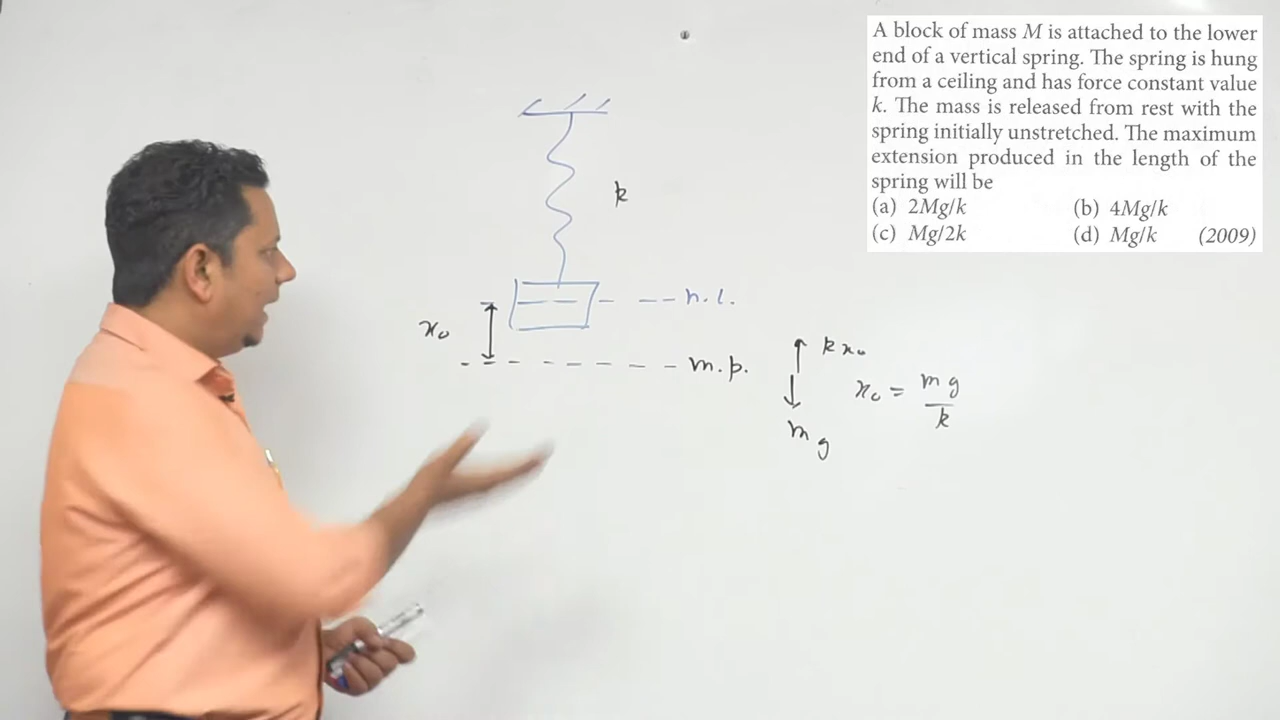 A block of mass M is attached to the lower
end of a vertical spring. The spring is hung
from a ceiling and has force constant value
k. The mass is released from rest with the
spring initially unstretched. The maximum
extension produced in the length of the
spring will be
(a) 2Mg/k (b) 4Mg/k
(c) Mg/2k (d) Mg/k (2009)
k
n.l.
x₀
m.p.
kx₀
mg
x₀ = mg/k